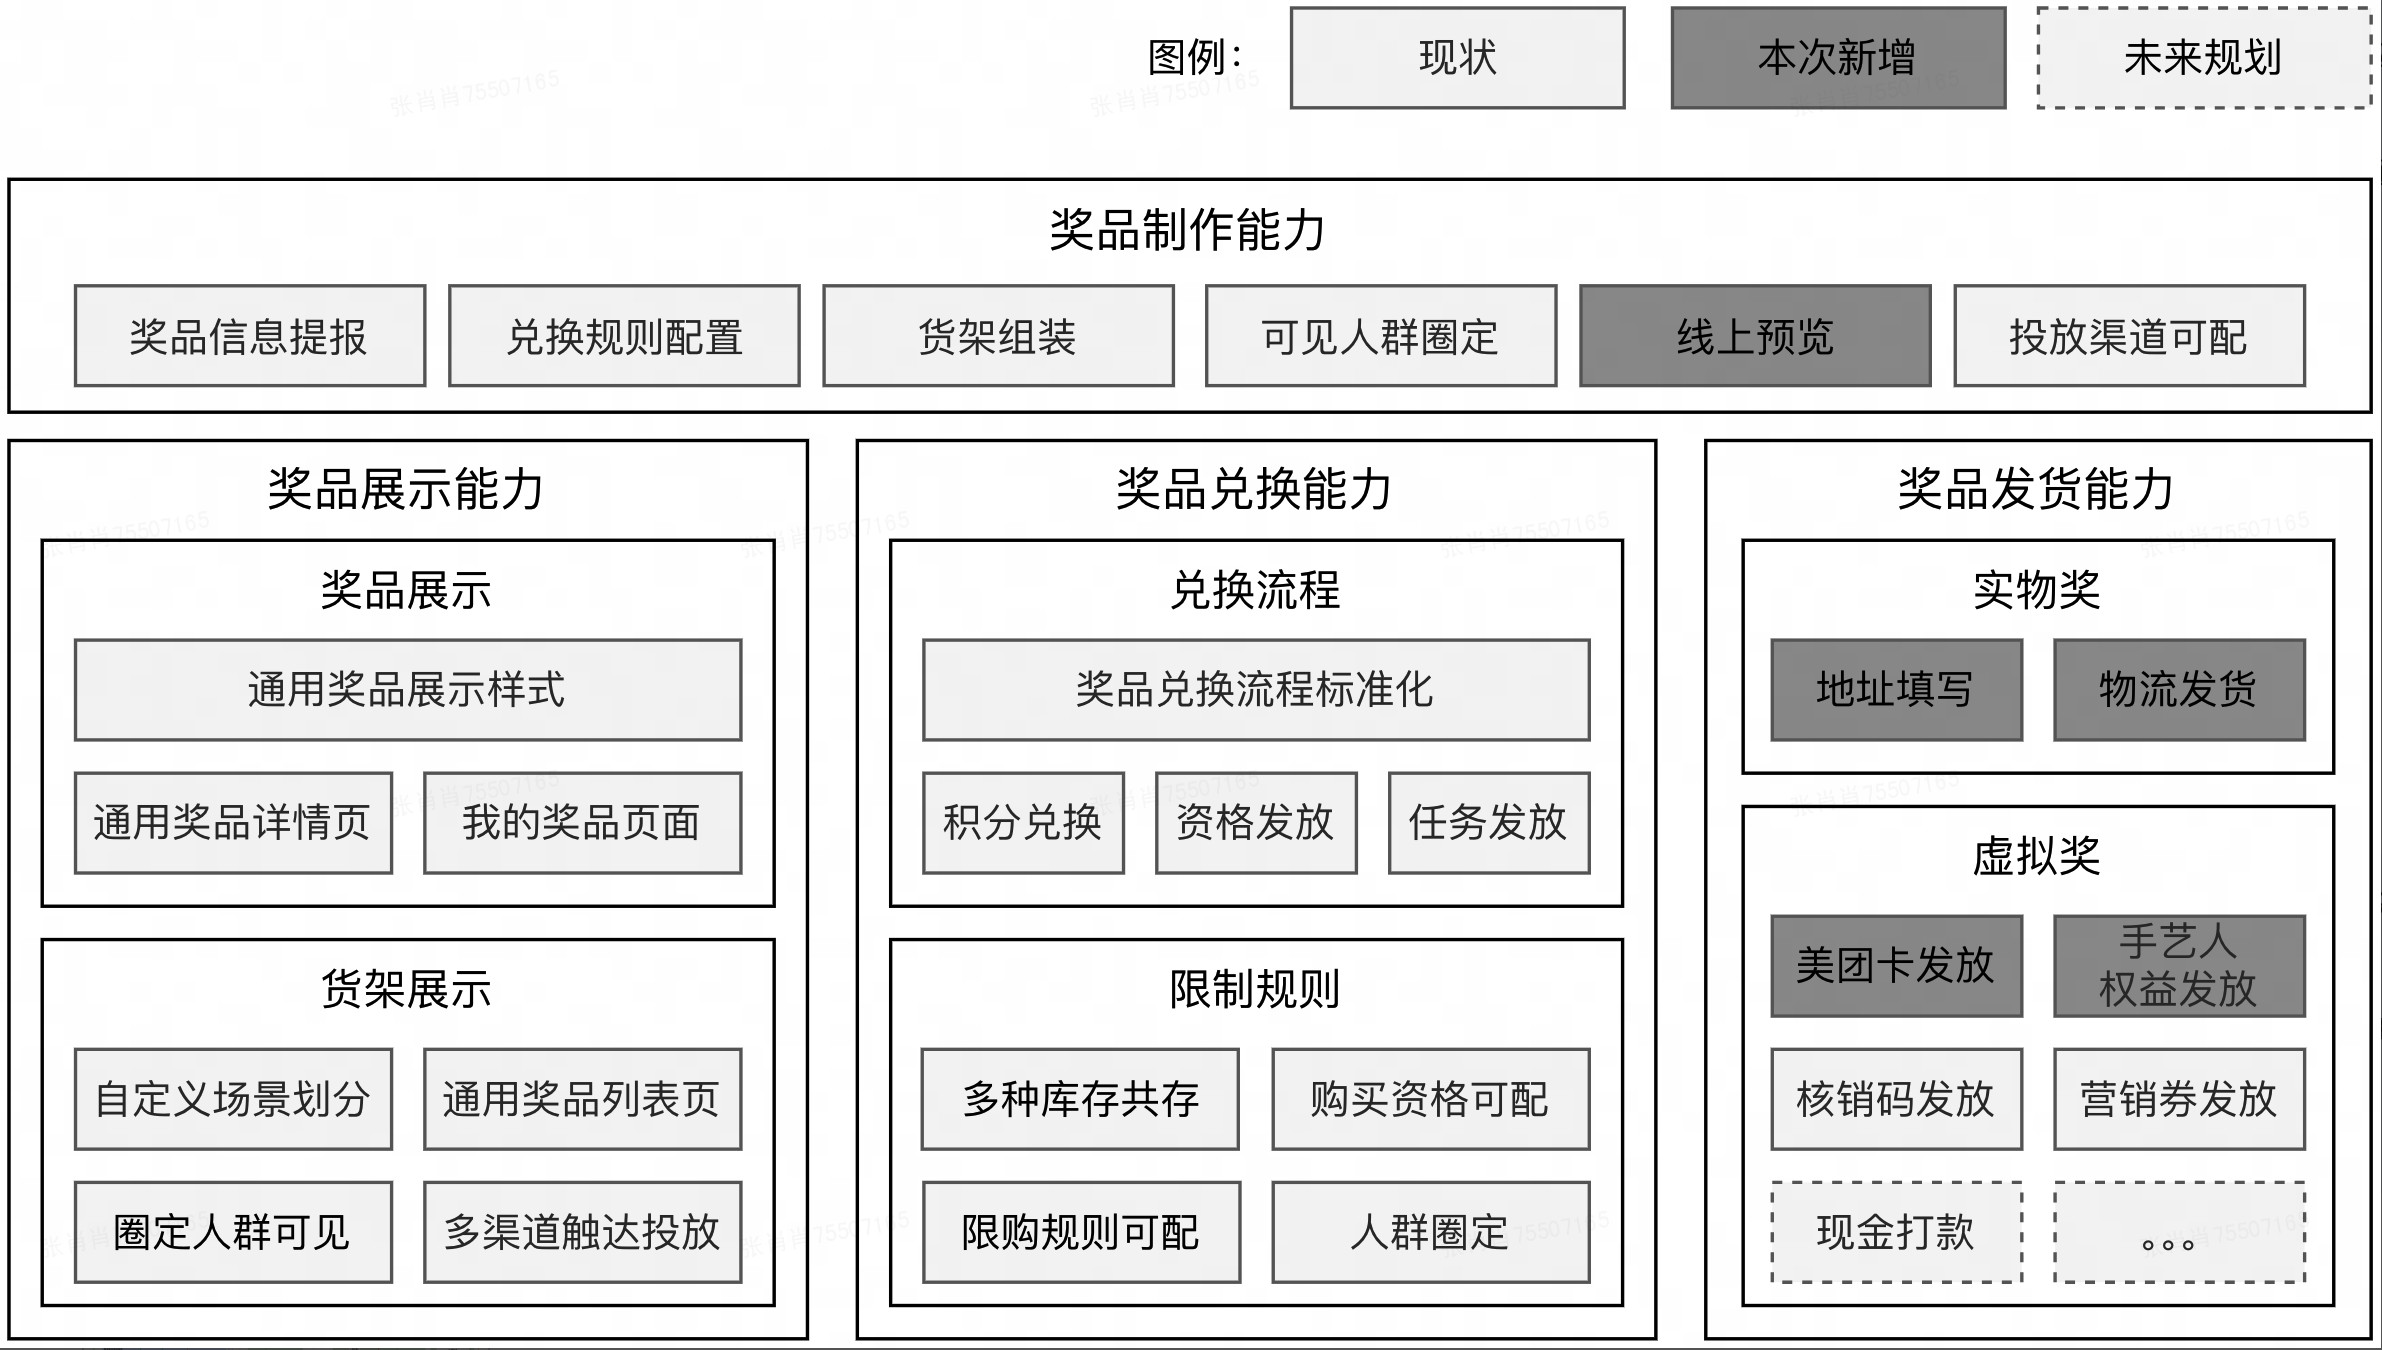 图例：
现状
本次新增
未来规划
奖品制作能力
奖品信息提报
兑换规则配置
货架组装
可见人群圈定
线上预览
投放渠道可配
奖品展示能力
奖品展示
通用奖品展示样式
通用奖品详情页
我的奖品页面
货架展示
自定义场景划分
通用奖品列表页
圈定人群可见
多渠道触达投放
奖品兑换能力
兑换流程
奖品兑换流程标准化
积分兑换
资格发放
任务发放
限制规则
多种库存共存
购买资格可配
限购规则可配
人群圈定
奖品发货能力
实物奖
地址填写
物流发货
虚拟奖
美团卡发放
手艺人
权益发放
核销码发放
营销券发放
现金打款
。。。
张肖肖75507165